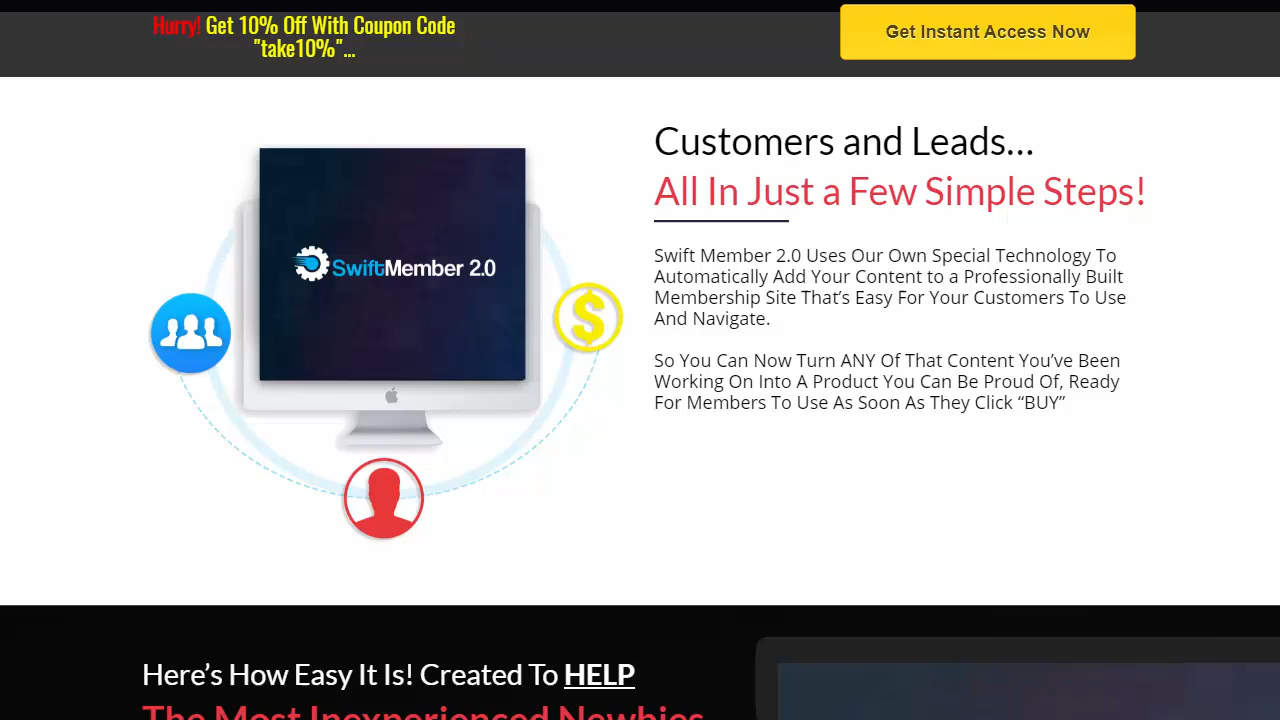 Hurry! Get 10% Off With Coupon Code
"take10%"...
Get Instant Access Now
Customers and Leads...
All In Just a Few Simple Steps!
SwiftMember 2.0
Swift Member 2.0 Uses Our Own Special Technology To
Automatically Add Your Content to a Professionally Built
Membership Site That’s Easy For Your Customers To Use
And Navigate.
So You Can Now Turn ANY Of That Content You’ve Been
Working On Into A Product You Can Be Proud Of, Ready
For Members To Use As Soon As They Click “BUY”
Here’s How Easy It Is! Created To HELP
The Most Inexperienced Newbies